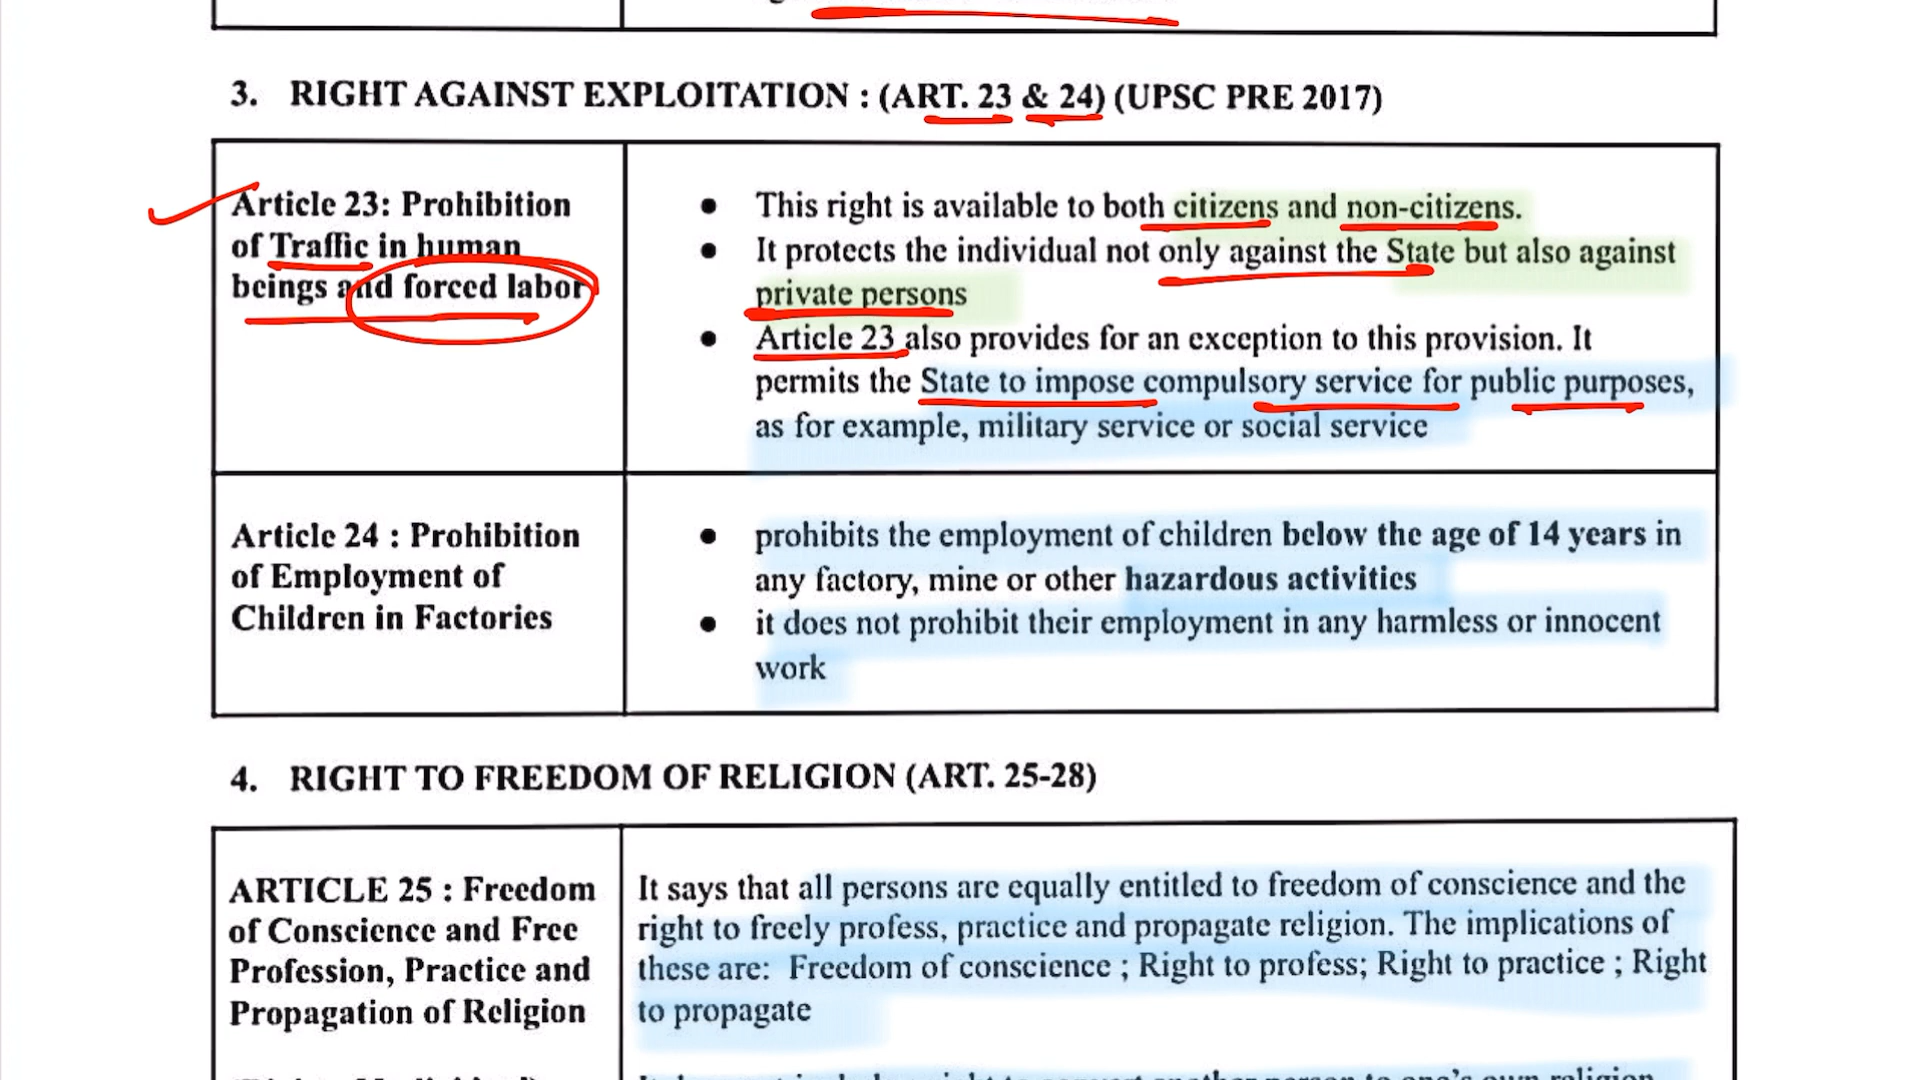 3. RIGHT AGAINST EXPLOITATION : (ART. 23 & 24) (UPSC PRE 2017)
Article 23: Prohibition
of Traffic in human
beings and forced labor
● This right is available to both citizens and non-citizens.
● It protects the individual not only against the State but also against
private persons
● Article 23 also provides for an exception to this provision. It
permits the State to impose compulsory service for public purposes,
as for example, military service or social service
Article 24 : Prohibition
of Employment of
Children in Factories
● prohibits the employment of children below the age of 14 years in
any factory, mine or other hazardous activities
● it does not prohibit their employment in any harmless or innocent
work
4. RIGHT TO FREEDOM OF RELIGION (ART. 25-28)
ARTICLE 25 : Freedom
of Conscience and Free
Profession, Practice and
Propagation of Religion
It says that all persons are equally entitled to freedom of conscience and the
right to freely profess, practice and propagate religion. The implications of
these are: Freedom of conscience ; Right to profess; Right to practice ; Right
to propagate